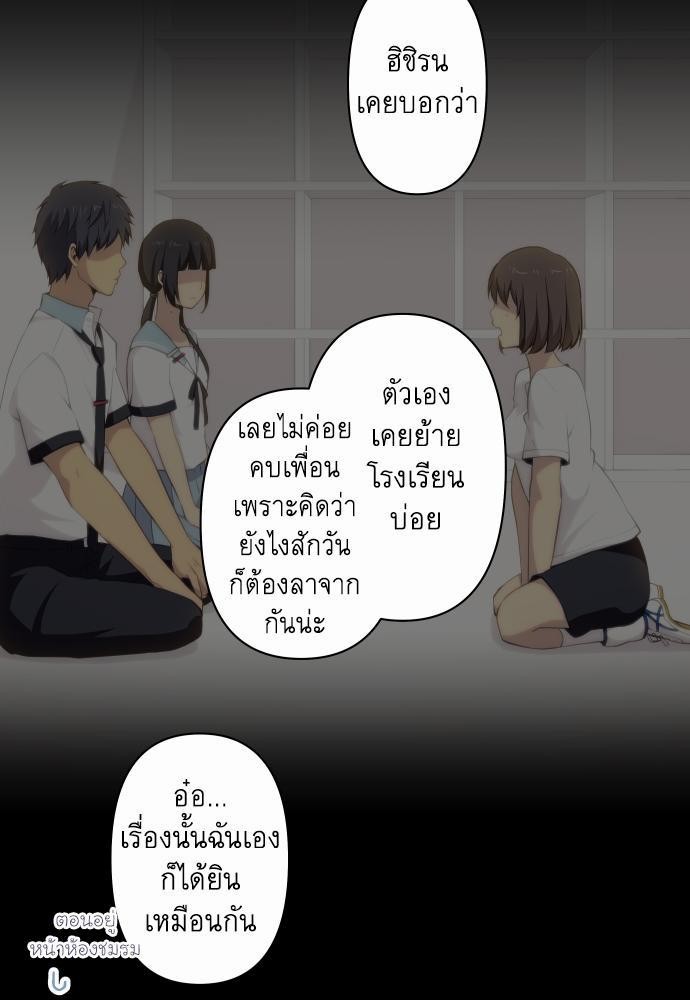 ฮิชิรน
เคยบอกว่า
ตัวเอง
เคยย้าย
โรงเรียน
บ่อย
เลยไม่ค่อย
คบเพื่อน
เพราะคิดว่า
ยังไงสักวัน
ก็ต้องลาจาก
กันน่ะ
อ๋อ...
เรื่องนั้นฉันเอง
ก็ได้ยิน
เหมือนกัน
ตอนอยู่
หน้าห้องชมรม